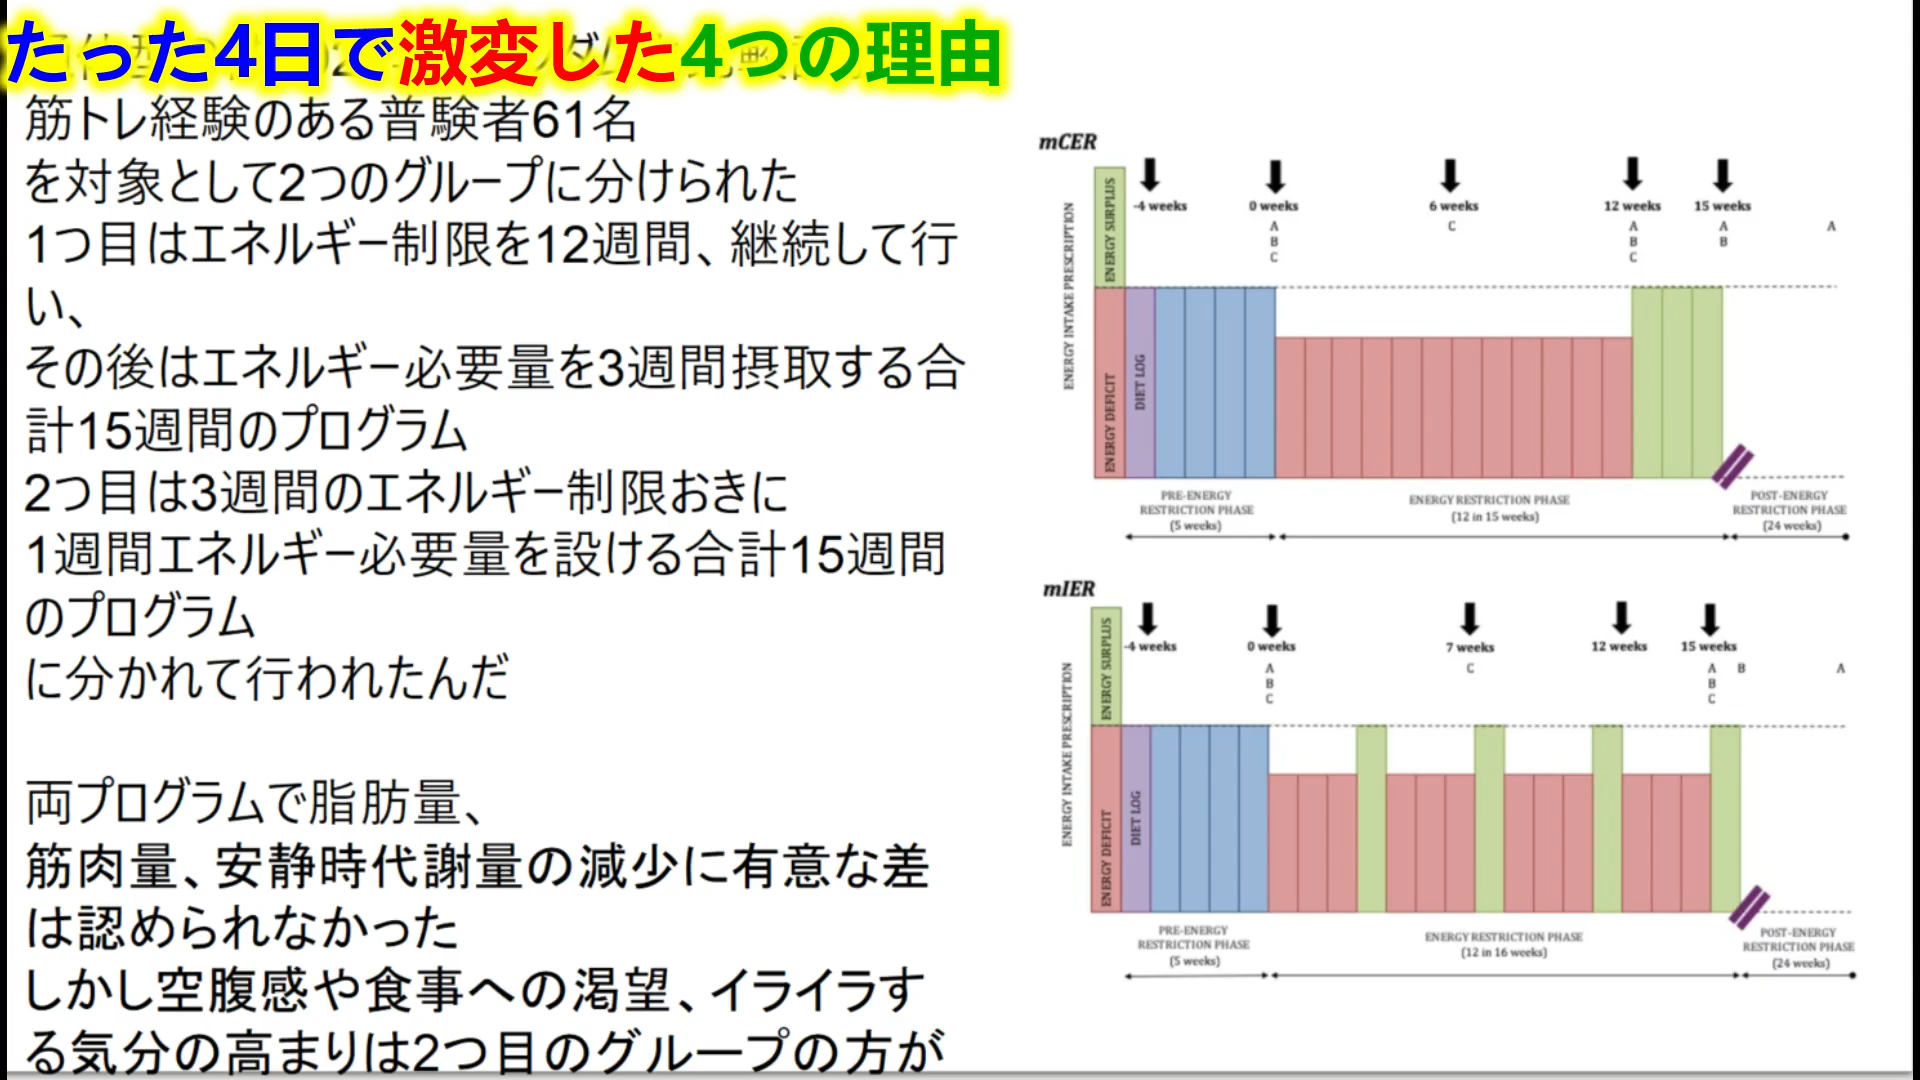 たった4日で激変した4つの理由
筋トレ経験のある普験者61名
を対象として2つのグループに分けられた
1つ目はエネルギー制限を12週間、継続して行
い、
その後はエネルギー必要量を3週間摂取する合
計15週間のプログラム
2つ目は3週間のエネルギー制限おきに
1週間エネルギー必要量を設ける合計15週間
のプログラム
に分かれて行われたんだ
両プログラムで脂肪量、
筋肉量、安静時代謝量の減少に有意な差
は認められなかった
しかし空腹感や食事への渇望、イライラす
る気分の高まりは2つ目のグループの方が
mCER
-4 weeks
0 weeks
6 weeks
12 weeks
15 weeks
A
B
C
C
A
B
C
A
B
A
ENERGY INTAKE PRESCRIPTION
ENERGY SURPLUS
ENERGY DEFICIT
DIET LOG
PRE-ENERGY
RESTRICTION PHASE
(5 weeks)
ENERGY RESTRICTION PHASE
(12 in 15 weeks)
POST-ENERGY
RESTRICTION PHASE
(24 weeks)
mIER
-4 weeks
0 weeks
7 weeks
12 weeks
15 weeks
A
B
C
C
A
B
C
B
A
ENERGY INTAKE PRESCRIPTION
ENERGY SURPLUS
ENERGY DEFICIT
DIET LOG
PRE-ENERGY
RESTRICTION PHASE
(5 weeks)
ENERGY RESTRICTION PHASE
(12 in 16 weeks)
POST-ENERGY
RESTRICTION PHASE
(24 weeks)